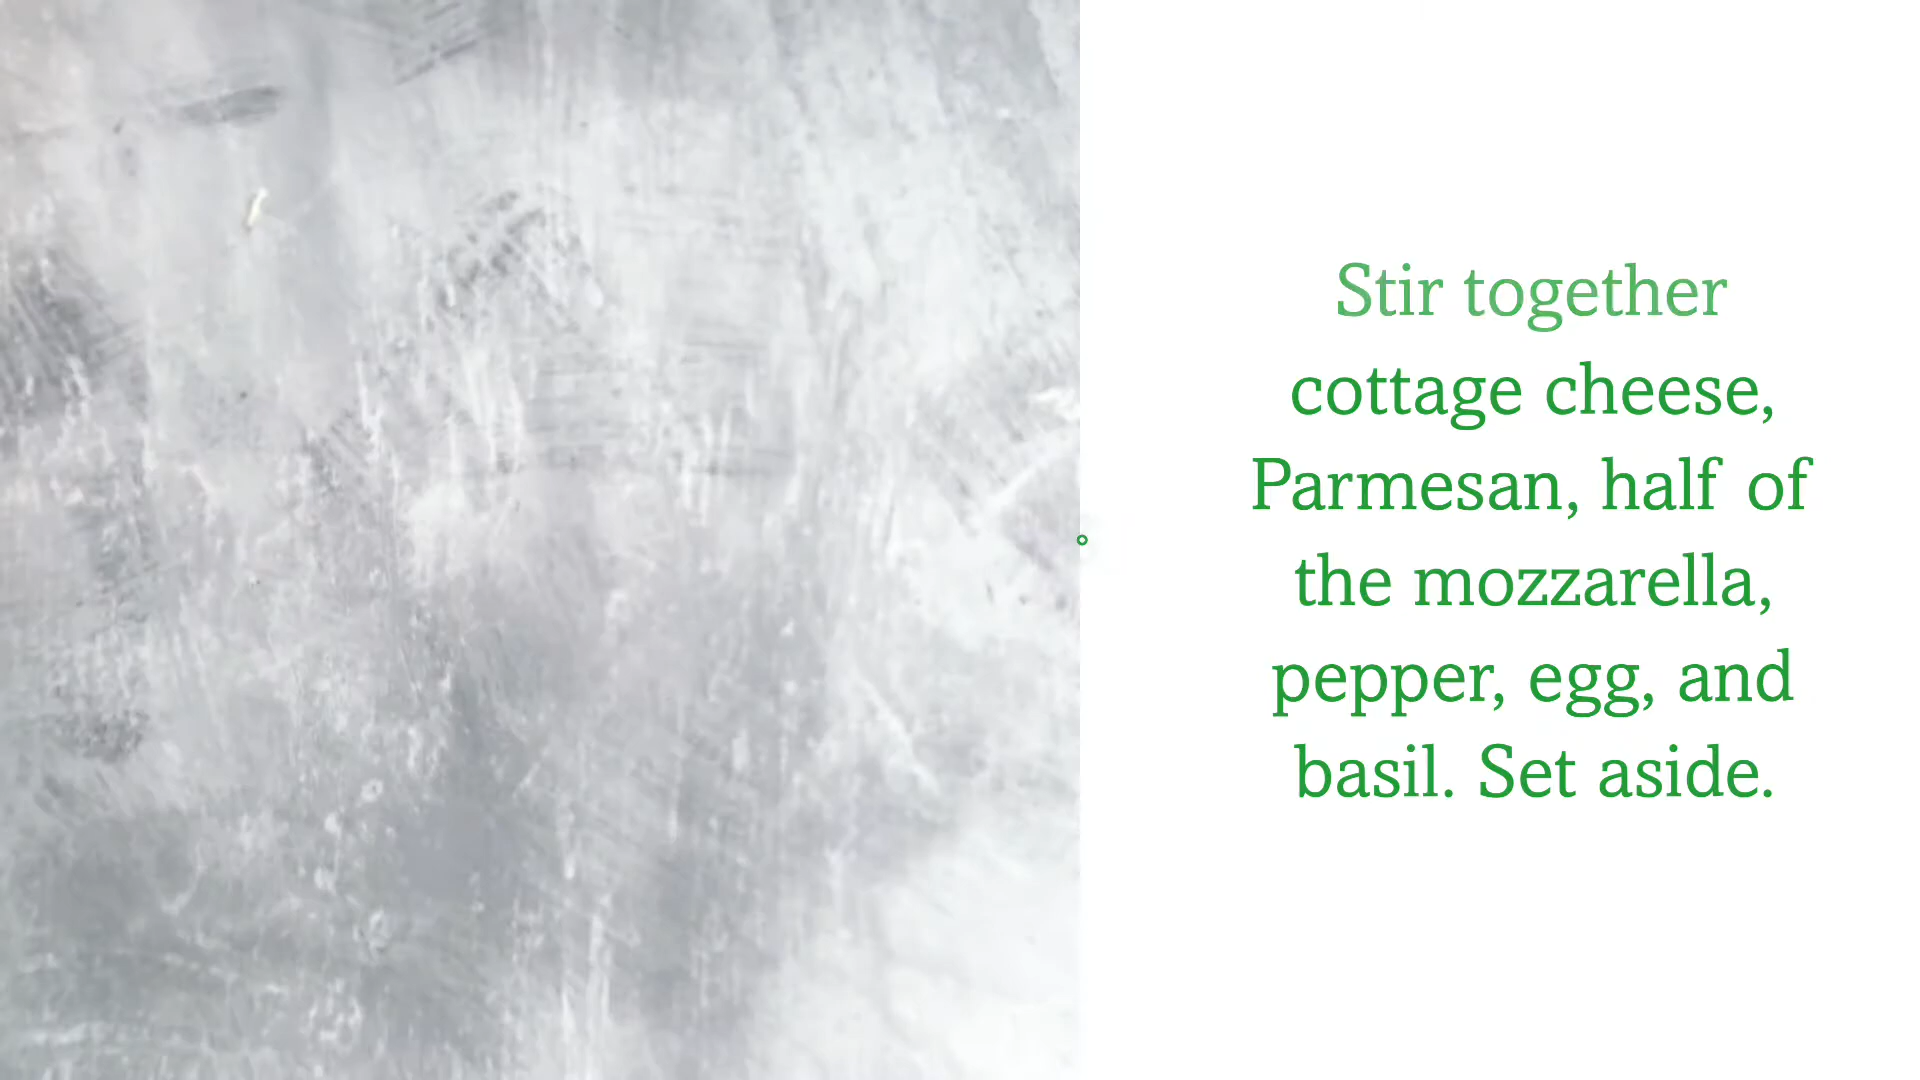 Stir together
cottage cheese,
Parmesan, half of
the mozzarella,
pepper, egg, and
basil. Set aside.